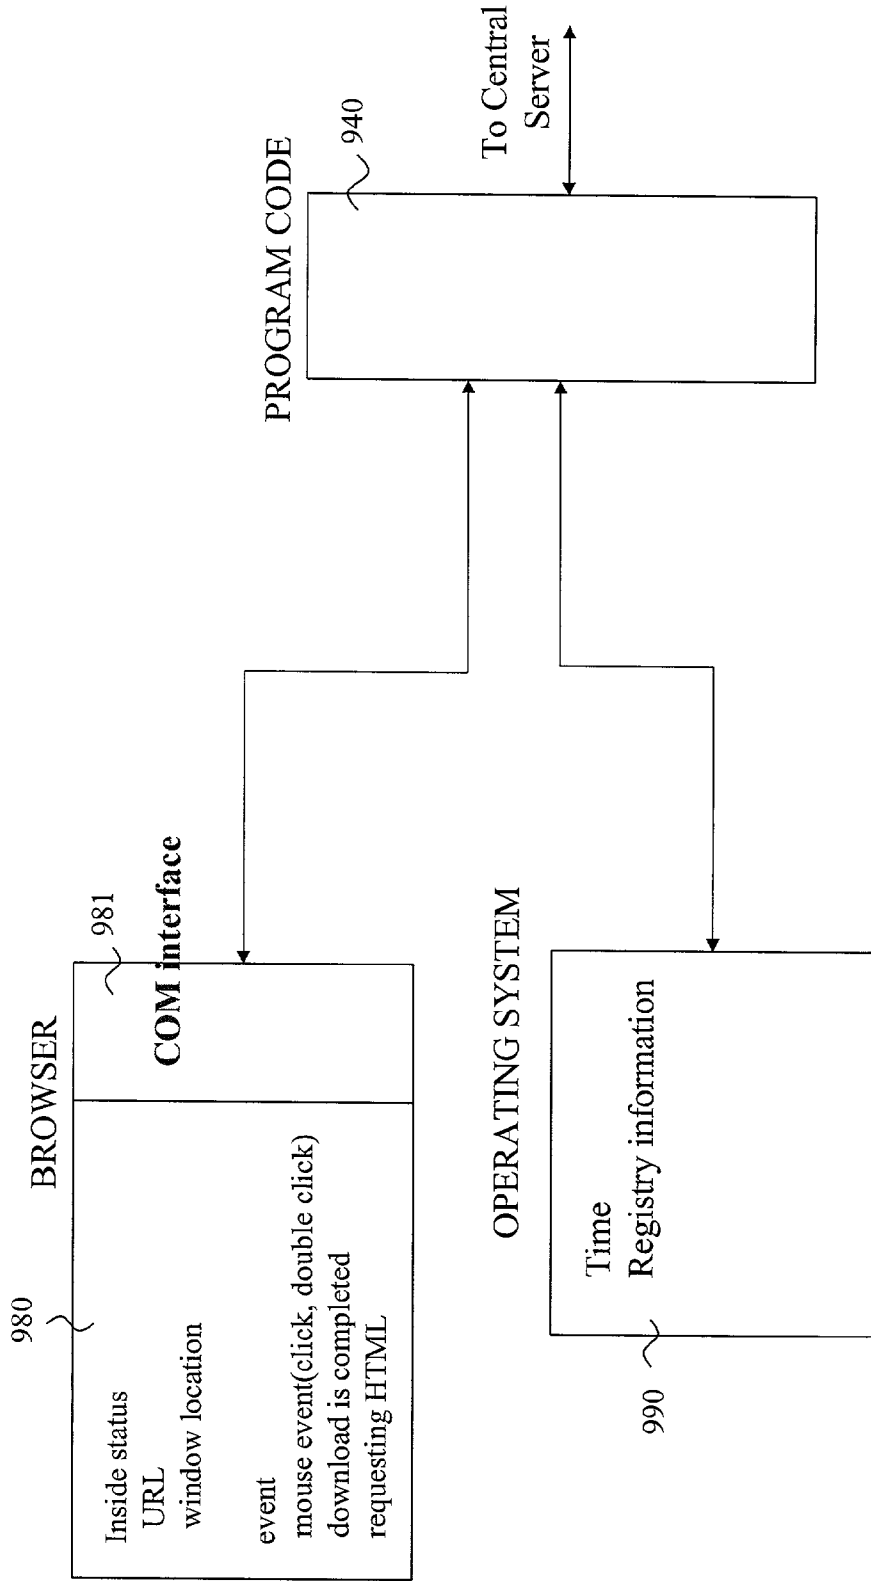 BROWSER
980
981
Inside status
URL
window location
event
mouse event(click, double click)
download is completed
requesting HTML
COM interface
OPERATING SYSTEM
990
Time
Registry information
PROGRAM CODE
940
To Central
Server